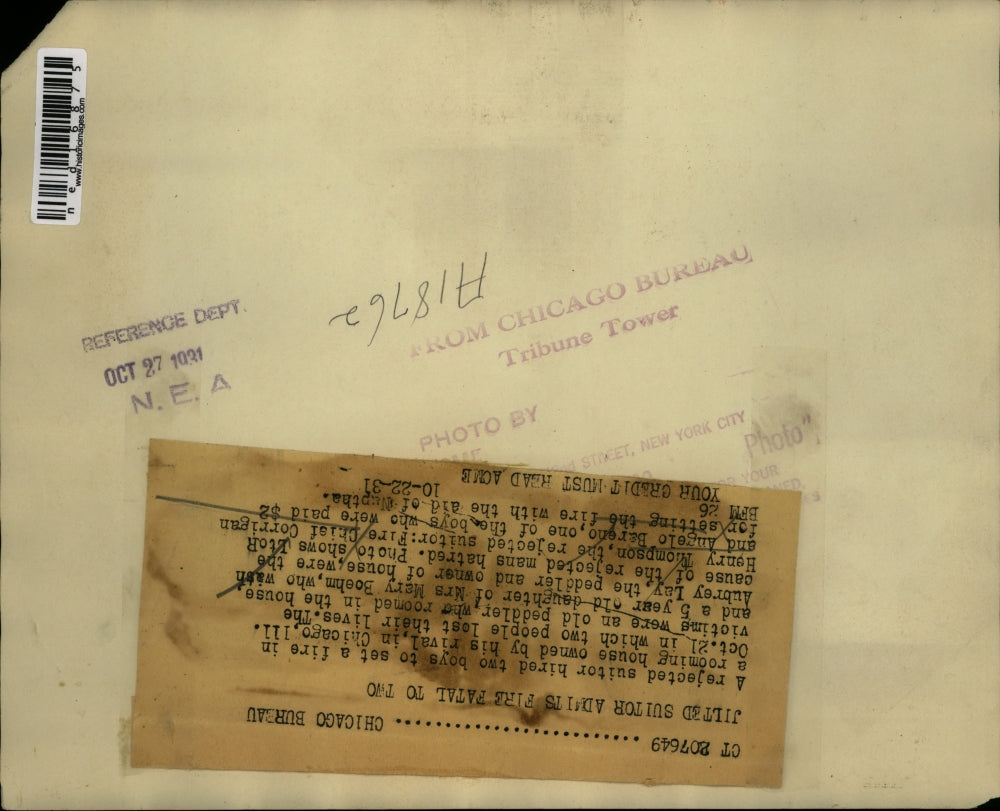 www.historicimages.com
REFERENCE DEPT.
OCT 27 1931
N. E. A
A1876e
FROM CHICAGO BUREAU
Tribune Tower
PHOTO BY
STREET, NEW YORK CITY
Photo"
YOUR
CT 207649 .......................... CHICAGO BUREAU
JILTED SUITOR ADMITS FIRE FATAL TO TWO
A rejected suitor hired two boys to set a fire in
a rooming house owned by his rival, in Chicago, Ill.
Oct.21 in which two people lost their lives. The
victims were an old peddler, who roomed in the house,
and a 5 year old daughter of Mrs Mary Boehm, who with
Aubrey Lay, the peddler and owner of house, were the
cause of the rejected mans hatred. Photo shows LtoR
Henry Thompson, the rejected suitor: Fire Chief Corrigan
and Angelo Bareno, one of the boys who were paid $2
for setting the fire with the aid of Naptha.
BFM 26 10-22-31
YOUR CREDIT MUST READ ACME